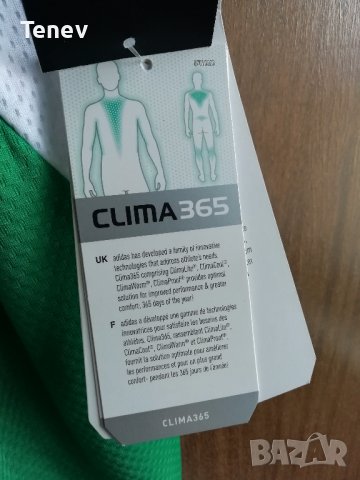 Tenev
CLIMA365
UK adidas has developed a family of innovative
technologies that address athlete's needs.
Clima365 comprising ClimaLite®, ClimaCool®,
ClimaWarm™, ClimaProof® provides optimal
solution for improved performance & greater
comfort, 365 days of the year!
F adidas a développé une gamme de technologies
innovatrices pour satisfaire les besoins des
athlètes. Clima365, rassemblant ClimaLite®,
ClimaCool®, ClimaWarm™ et ClimaProof®,
fournit la solution optimale pour améliorer
les performances et pour un plus grand
confort - pendant les 365 jours de l'année!
CLIMA365
BAZAR